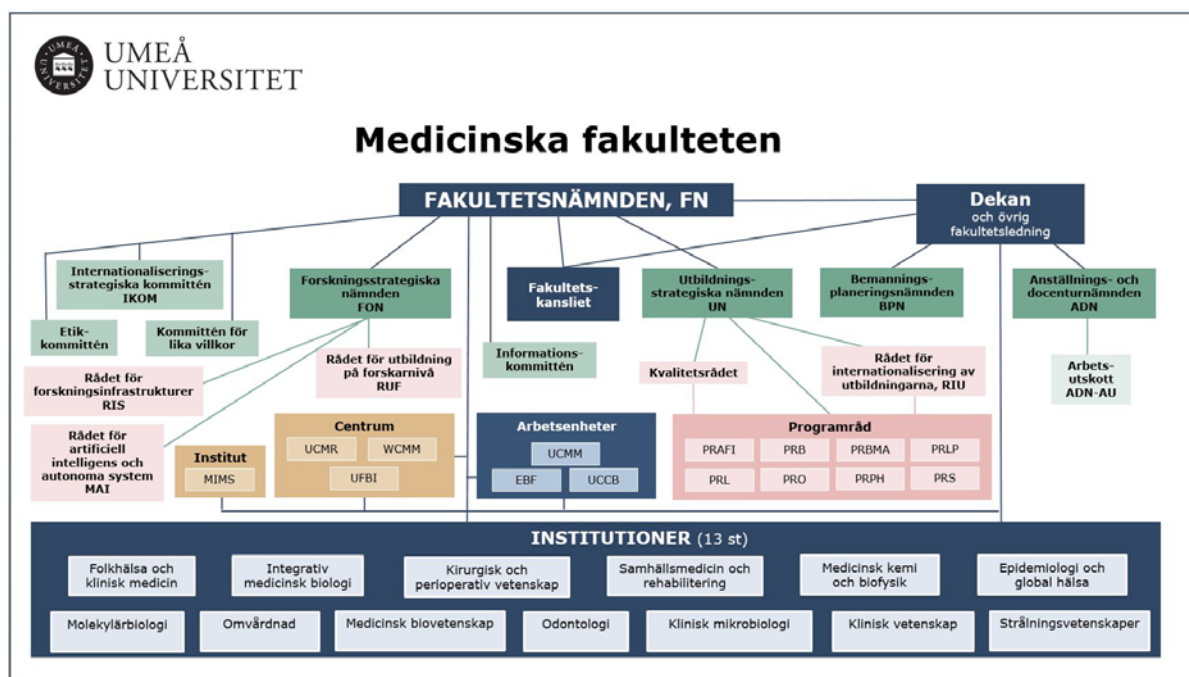 UMEÅ
UNIVERSITET
Medicinska fakulteten
FAKULTETSNÄMNDEN, FN
Dekan
och övrig
fakultetsledning
Internationaliserings-
strategiska kommittén
IKOM
Forskningsstrategiska
nämnden
FON
Fakultets-
kansliet
Utbildnings-
strategiska nämnden
UN
Bemannings-
planeringsnämnden
BPN
Anställnings- och
docenturnämnden
ADN
Etik-
kommittén
Kommittén för
lika villkor
Rådet för utbildning
på forskarnivå
RUF
Informations-
kommittén
Kvalitetsrådet
Rådet för
internationalisering av
utbildningarna, RIU
Arbets-
utskott
ADN-AU
Rådet för
forskningsinfrastrukturer
RIS
Rådet för
artificiell
intelligens och
autonoma system
MAI
Institut
MIMS
Centrum
UCMR
WCMM
UFBI
Arbetsenheter
UCMM
EBF
UCCB
Programråd
PRAFI
PRB
PRBMA
PRLP
PRL
PRO
PRPH
PRS
INSTITUTIONER (13 st)
Folkhälsa och
klinisk medicin
Integrativ
medicinsk biologi
Kirurgisk och
perioperativ vetenskap
Samhällsmedicin och
rehabilitering
Medicinsk kemi
och biofysik
Epidemiologi och
global hälsa
Molekylärbiologi
Omvårdnad
Medicinsk biovetenskap
Odontologi
Klinisk mikrobiologi
Klinisk vetenskap
Strålningsvetenskaper